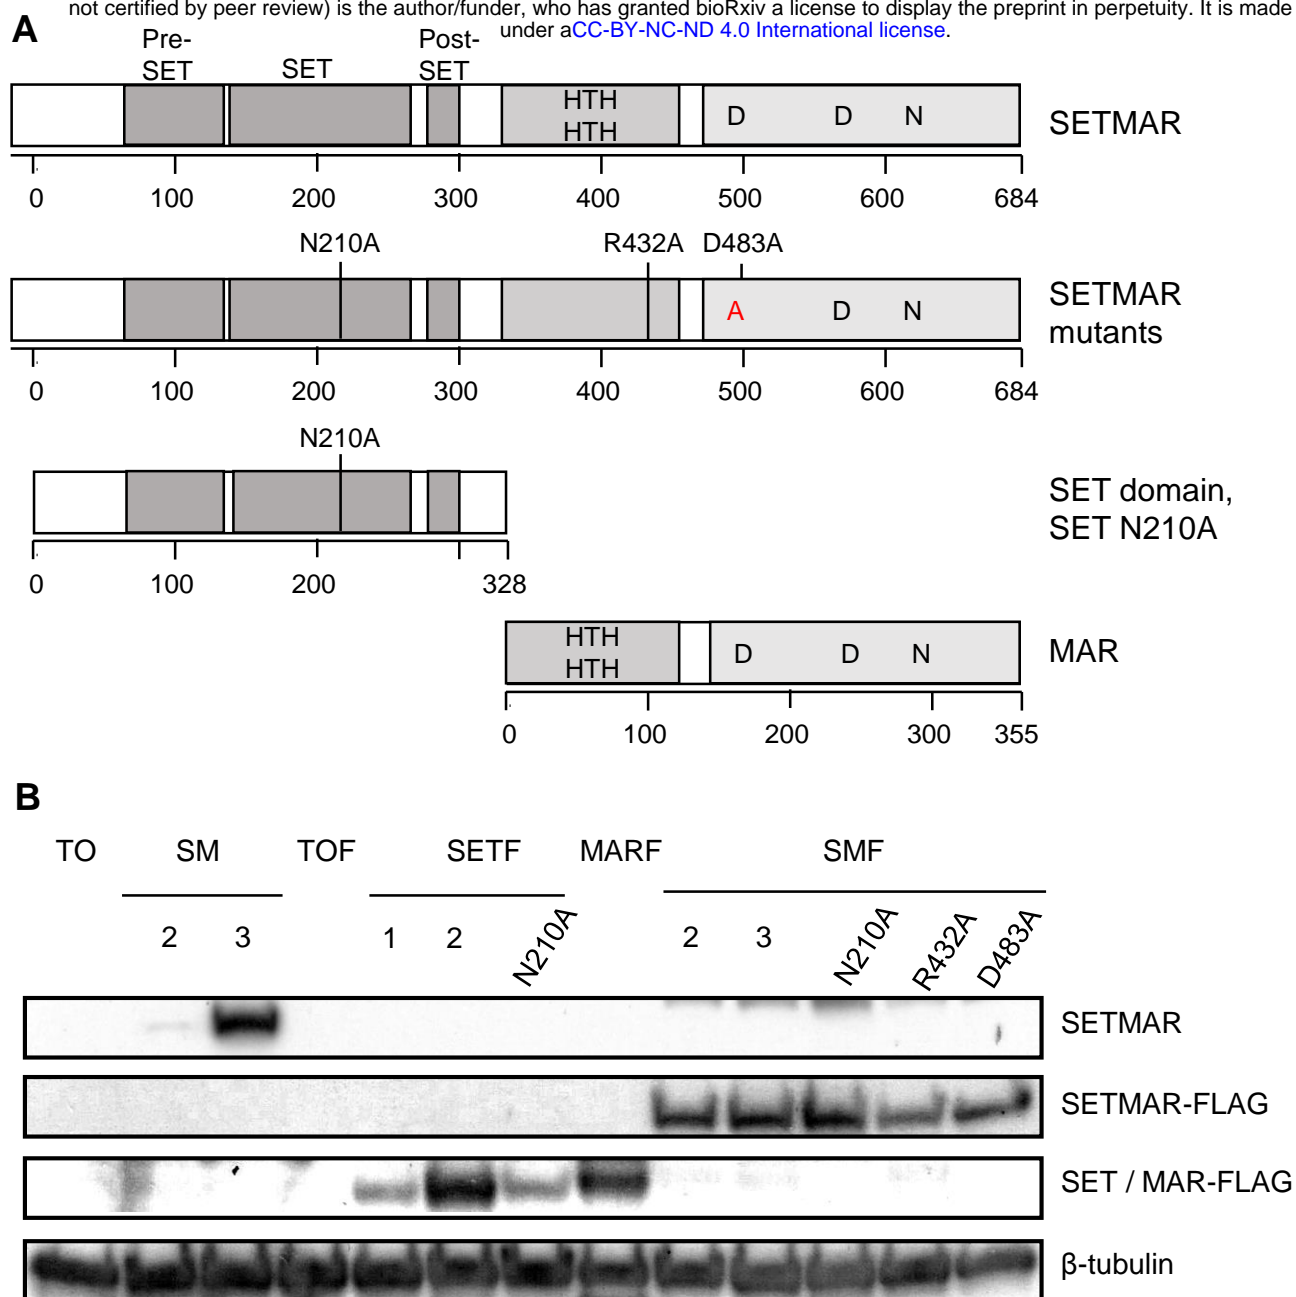 not certified by peer review) is the author/funder, who has granted bioRxiv a license to display the preprint in perpetuity. It is made
under aCC-BY-NC-ND 4.0 International license.
A
Pre-
SET
SET
Post-
SET
HTH
HTH
D D N
SETMAR
0 100 200 300 400 500 600 684
N210A R432A D483A
A D N
SETMAR
mutants
0 100 200 300 400 500 600 684
N210A
SET domain,
SET N210A
0 100 200 328
HTH
HTH
D D N
MAR
0 100 200 300 355
B
TO SM TOF SETF MARF SMF
2 3 1 2 N210A 2 3 N210A R432A D483A
SETMAR
SETMAR-FLAG
SET / MAR-FLAG
β-tubulin